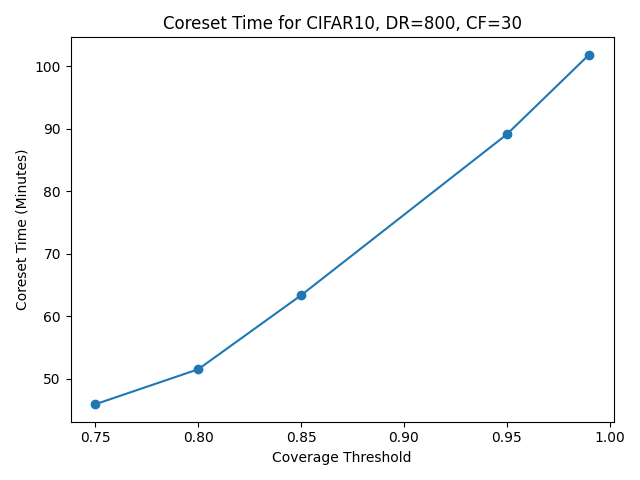 Coreset Time for CIFAR10, DR=800, CF=30
Coreset Time (Minutes)
100
90
80
70
60
50
0.75 0.80 0.85 0.90 0.95 1.00
Coverage Threshold